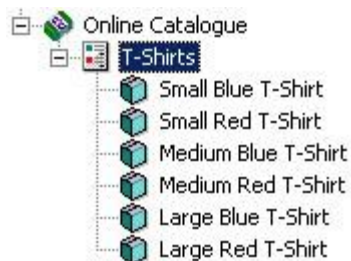 Online Catalogue
T-Shirts
Small Blue T-Shirt
Small Red T-Shirt
Medium Blue T-Shirt
Medium Red T-Shirt
Large Blue T-Shirt
Large Red T-Shirt